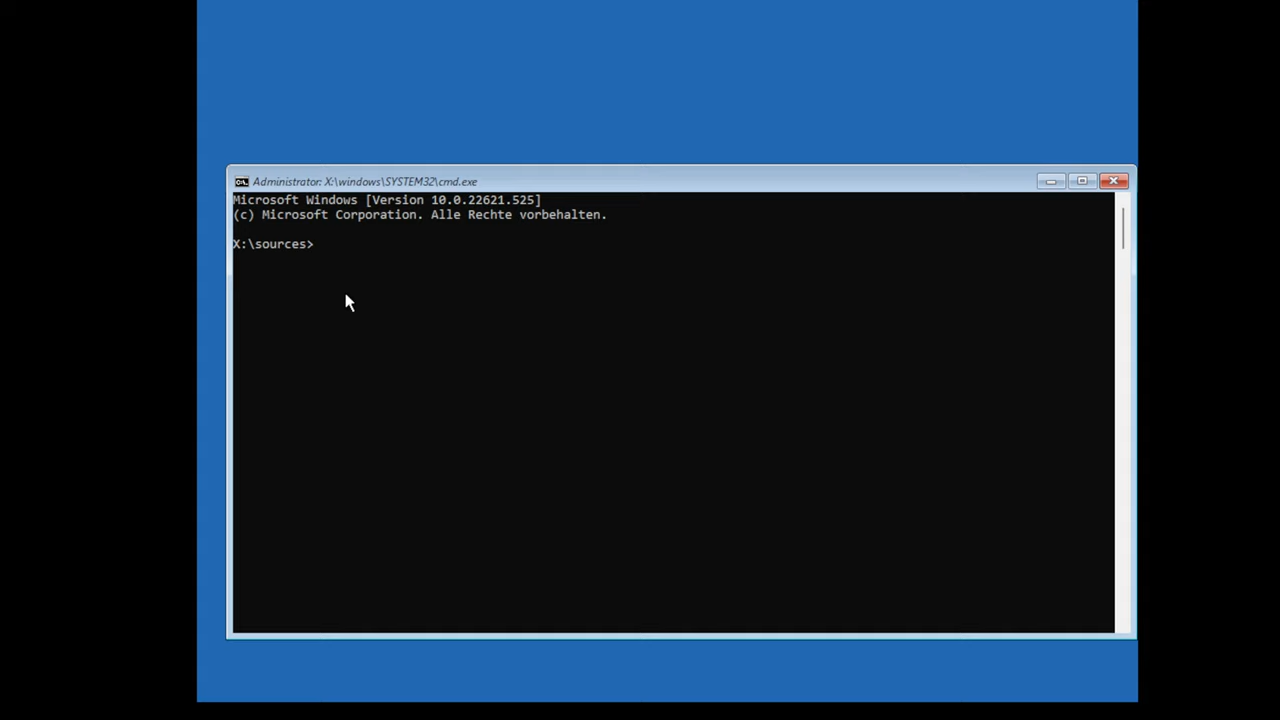 Administrator: X:\windows\SYSTEM32\cmd.exe
Microsoft Windows [Version 10.0.22621.525]
(c) Microsoft Corporation. Alle Rechte vorbehalten.
X:\sources>